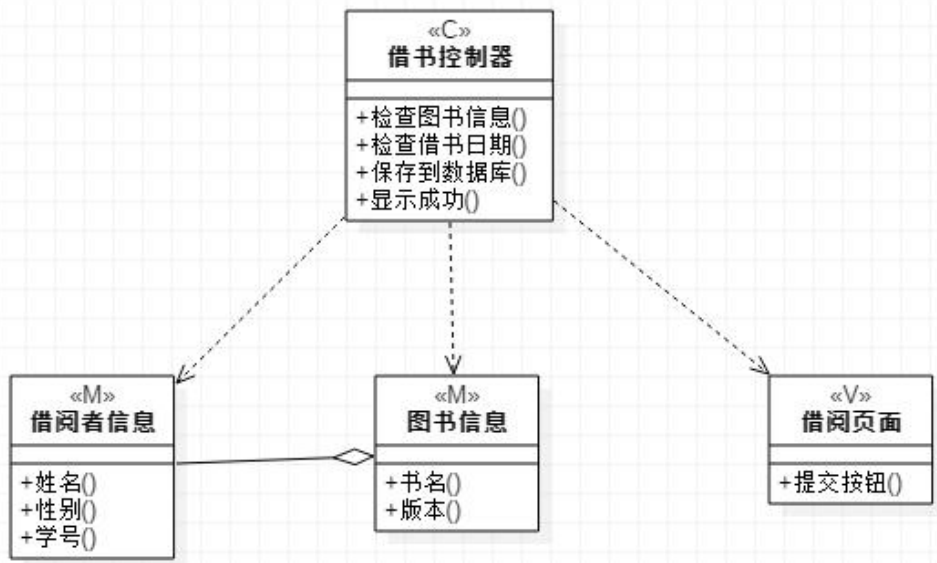 «C»
借书控制器
+检查图书信息()
+检查借书日期()
+保存到数据库()
+显示成功()
«M»
借阅者信息
+姓名()
+性别()
+学号()
«M»
图书信息
+书名()
+版本()
«V»
借阅页面
+提交按钮()